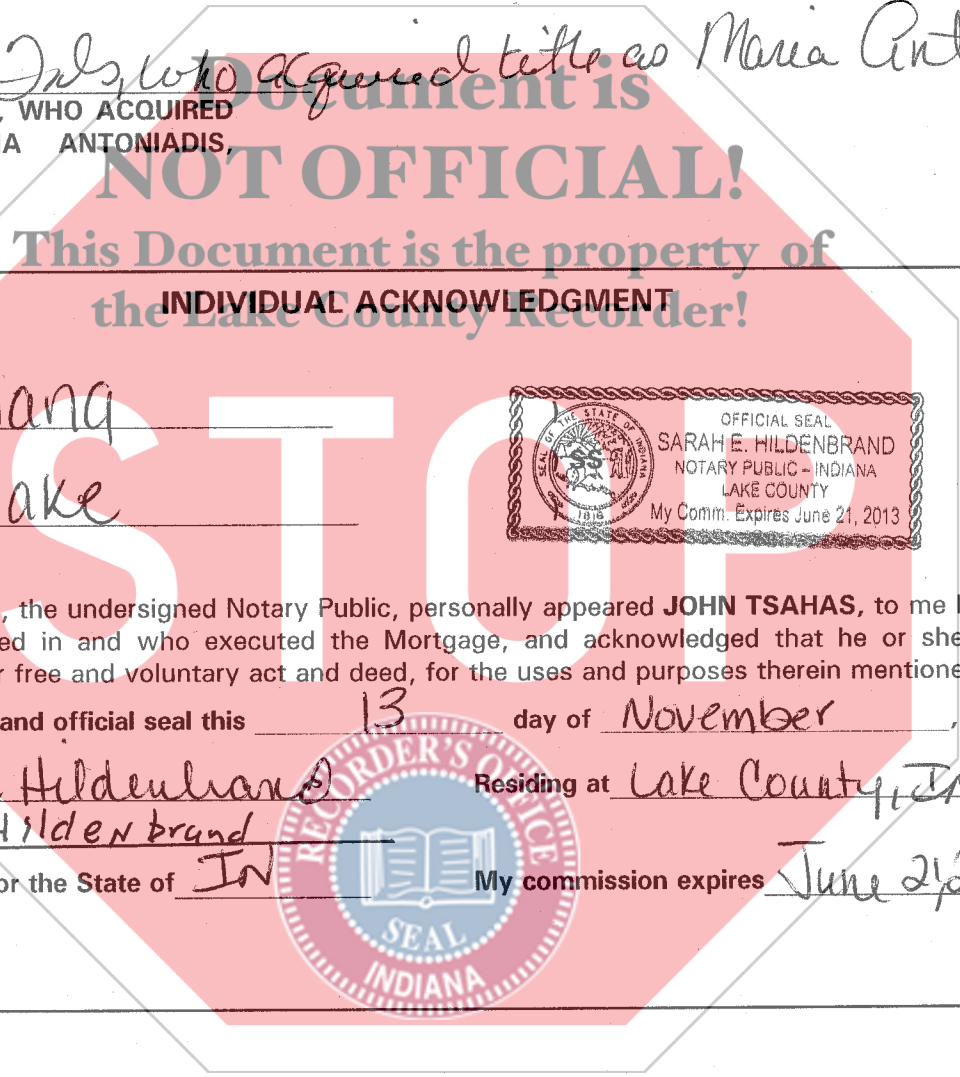 who acquired title as Maria Ant
, WHO ACQUIRED
IA ANTONIADIS,
Document is
NOT OFFICIAL!
This Document is the property of
the Lake County Recorder!
INDIVIDUAL ACKNOWLEDGMENT
iana
ake
STOP
SEAL OF THE STATE OF INDIANA
1816
SS
OFFICIAL SEAL
SARAH E. HILDENBRAND
NOTARY PUBLIC - INDIANA
LAKE COUNTY
My Comm. Expires June 21, 2013
, the undersigned Notary Public, personally appeared JOHN TSAHAS, to me
ed in and who executed the Mortgage, and acknowledged that he or she
r free and voluntary act and deed, for the uses and purposes therein mentione
and official seal this 13 day of November,
Hildenbrand Residing at Lake County, IN
Hildenbrand
or the State of IN My commission expires June 21, 2
RECORDER'S OFFICE
SEAL
INDIANA